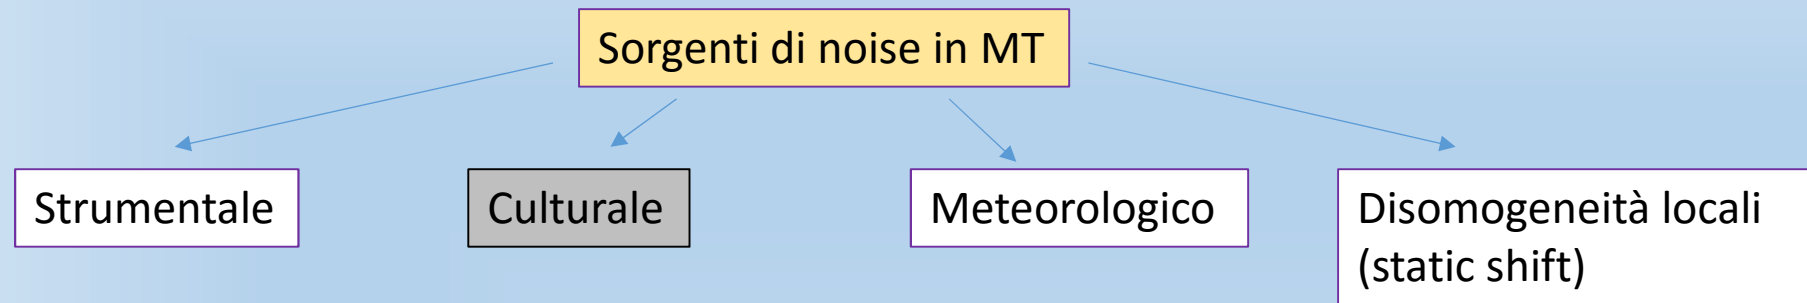 Sorgenti di noise in MT
Strumentale
Culturale
Meteorologico
Disomogeneità locali
(static shift)